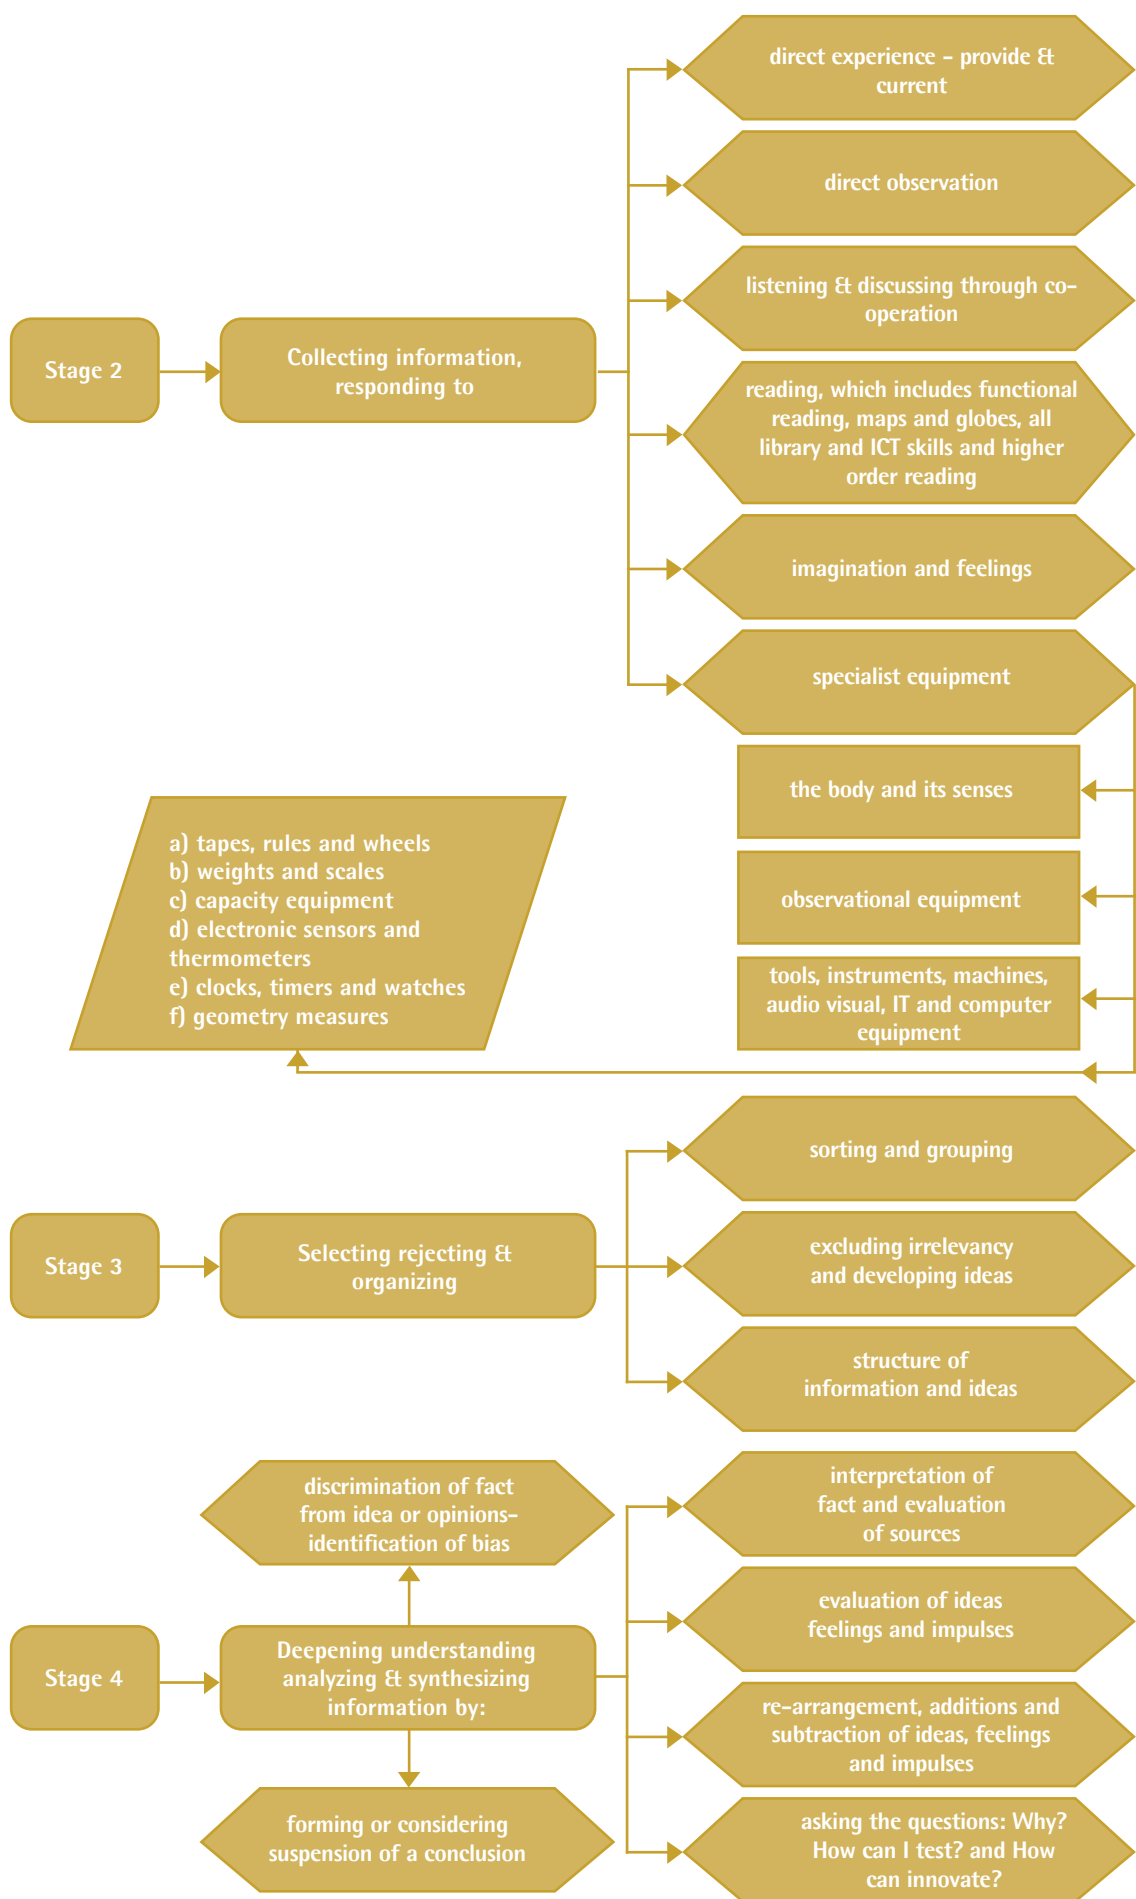 Stage 2
Collecting information,
responding to
direct experience - provide &
current
direct observation
listening & discussing through co-
operation
reading, which includes functional
reading, maps and globes, all
library and ICT skills and higher
order reading
imagination and feelings
specialist equipment
the body and its senses
observational equipment
tools, instruments, machines,
audio visual, IT and computer
equipment
a) tapes, rules and wheels
b) weights and scales
c) capacity equipment
d) electronic sensors and
thermometers
e) clocks, timers and watches
f) geometry measures
Stage 3
Selecting rejecting &
organizing
sorting and grouping
excluding irrelevancy
and developing ideas
structure of
information and ideas
Stage 4
Deepening understanding
analyzing & synthesizing
information by:
discrimination of fact
from idea or opinions-
identification of bias
forming or considering
suspension of a conclusion
interpretation of
fact and evaluation
of sources
evaluation of ideas
feelings and impulses
re-arrangement, additions and
subtraction of ideas, feelings
and impulses
asking the questions: Why?
How can I test? and How
can innovate?